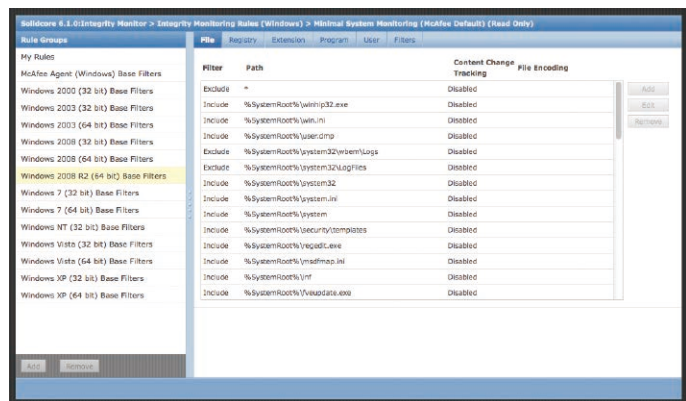 Solidcore 6.1.0:Integrity Monitor > Integrity Monitoring Rules (Windows) > Minimal System Monitoring (McAfee Default) (Read Only)
Rule Groups
My Rules
McAfee Agent (Windows) Base Filters
Windows 2000 (32 bit) Base Filters
Windows 2003 (32 bit) Base Filters
Windows 2003 (64 bit) Base Filters
Windows 2008 (32 bit) Base Filters
Windows 2008 (64 bit) Base Filters
Windows 2008 R2 (64 bit) Base Filters
Windows 7 (32 bit) Base Filters
Windows 7 (64 bit) Base Filters
Windows NT (32 bit) Base Filters
Windows Vista (32 bit) Base Filters
Windows Vista (64 bit) Base Filters
Windows XP (32 bit) Base Filters
Windows XP (64 bit) Base Filters
Add Remove
File Registry Extension Program User Filters
Filter Path Content Change Tracking File Encoding
Exclude * Disabled
Include %SystemRoot%\winhlp32.exe Disabled
Include %SystemRoot%\win.ini Disabled
Include %SystemRoot%\user.dmp Disabled
Exclude %SystemRoot%\system32\wbem\Logs Disabled
Exclude %SystemRoot%\system32\LogFiles Disabled
Include %SystemRoot%\system32 Disabled
Include %SystemRoot%\system.ini Disabled
Include %SystemRoot%\system Disabled
Include %SystemRoot%\security\templates Disabled
Include %SystemRoot%\regedit.exe Disabled
Include %SystemRoot%\msdfmap.ini Disabled
Include %SystemRoot%\inf Disabled
Include %SystemRoot%\fveupdate.exe Disabled
Add
Edit
Remove